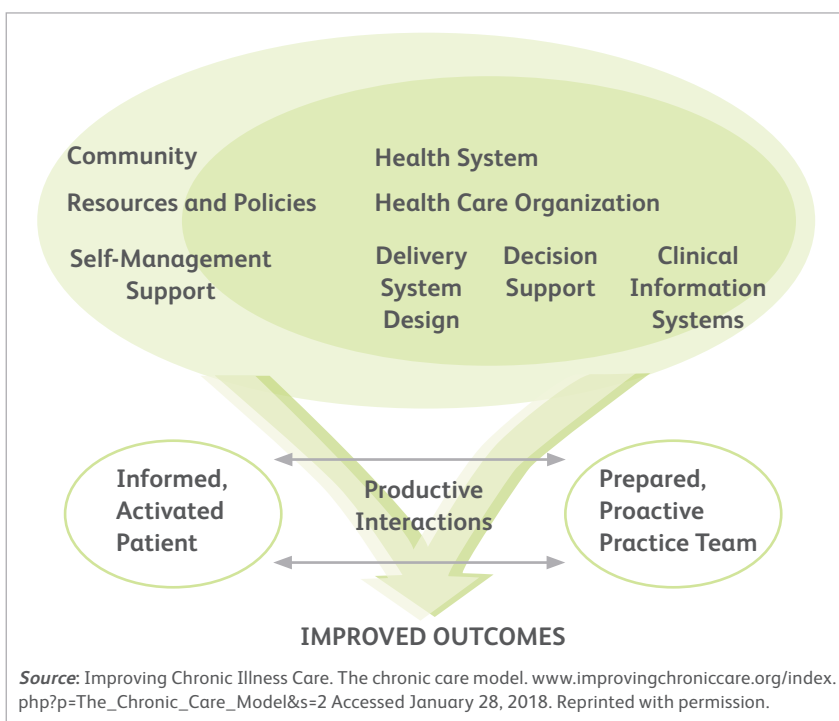 Community
Resources and Policies
Self-Management
Support
Health System
Health Care Organization
Delivery
System
Design
Decision
Support
Clinical
Information
Systems
Informed,
Activated
Patient
Productive
Interactions
Prepared,
Proactive
Practice Team
IMPROVED OUTCOMES
Source: Improving Chronic Illness Care. The chronic care model. www.improvingchroniccare.org/index.
php?p=The_Chronic_Care_Model&s=2 Accessed January 28, 2018. Reprinted with permission.